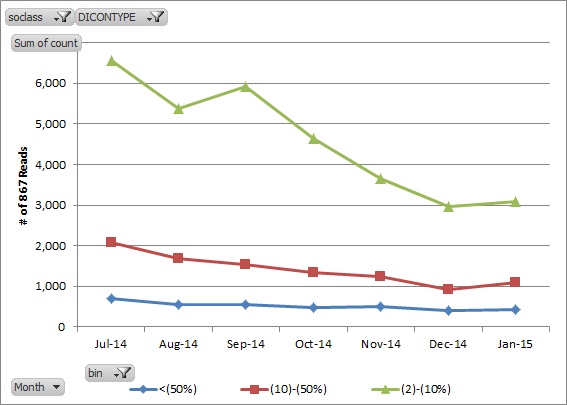 soclass DICONTYPE
Sum of count
6,000
5,000
4,000
3,000
2,000
1,000
0
# of 867 Reads
Jul-14 Aug-14 Sep-14 Oct-14 Nov-14 Dec-14 Jan-15
bin
Month <(50%) (10)-(50%) (2)-(10%)